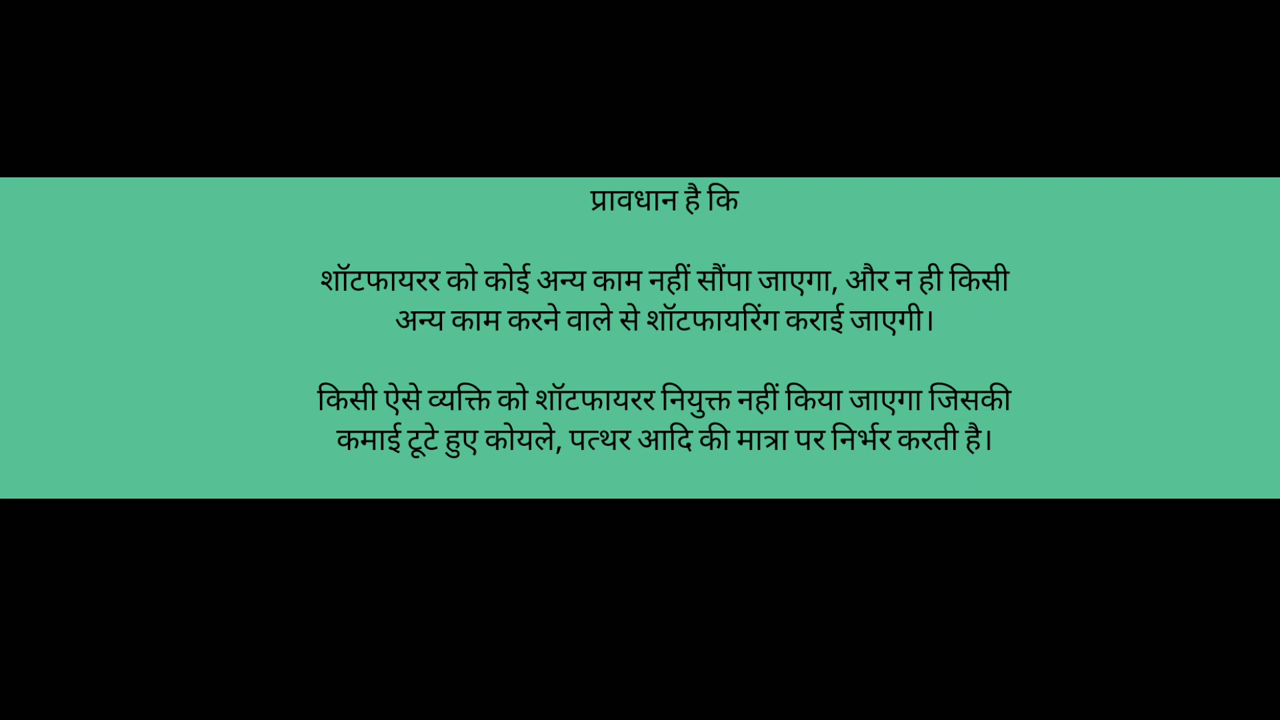 प्रावधान है कि
शॉटफायरर को कोई अन्य काम नहीं सौंपा जाएगा, और न ही किसी
अन्य काम करने वाले से शॉटफायरिंग कराई जाएगी।
किसी ऐसे व्यक्ति को शॉटफायरर नियुक्त नहीं किया जाएगा जिसकी
कमाई टूटे हुए कोयले, पत्थर आदि की मात्रा पर निर्भर करती है।